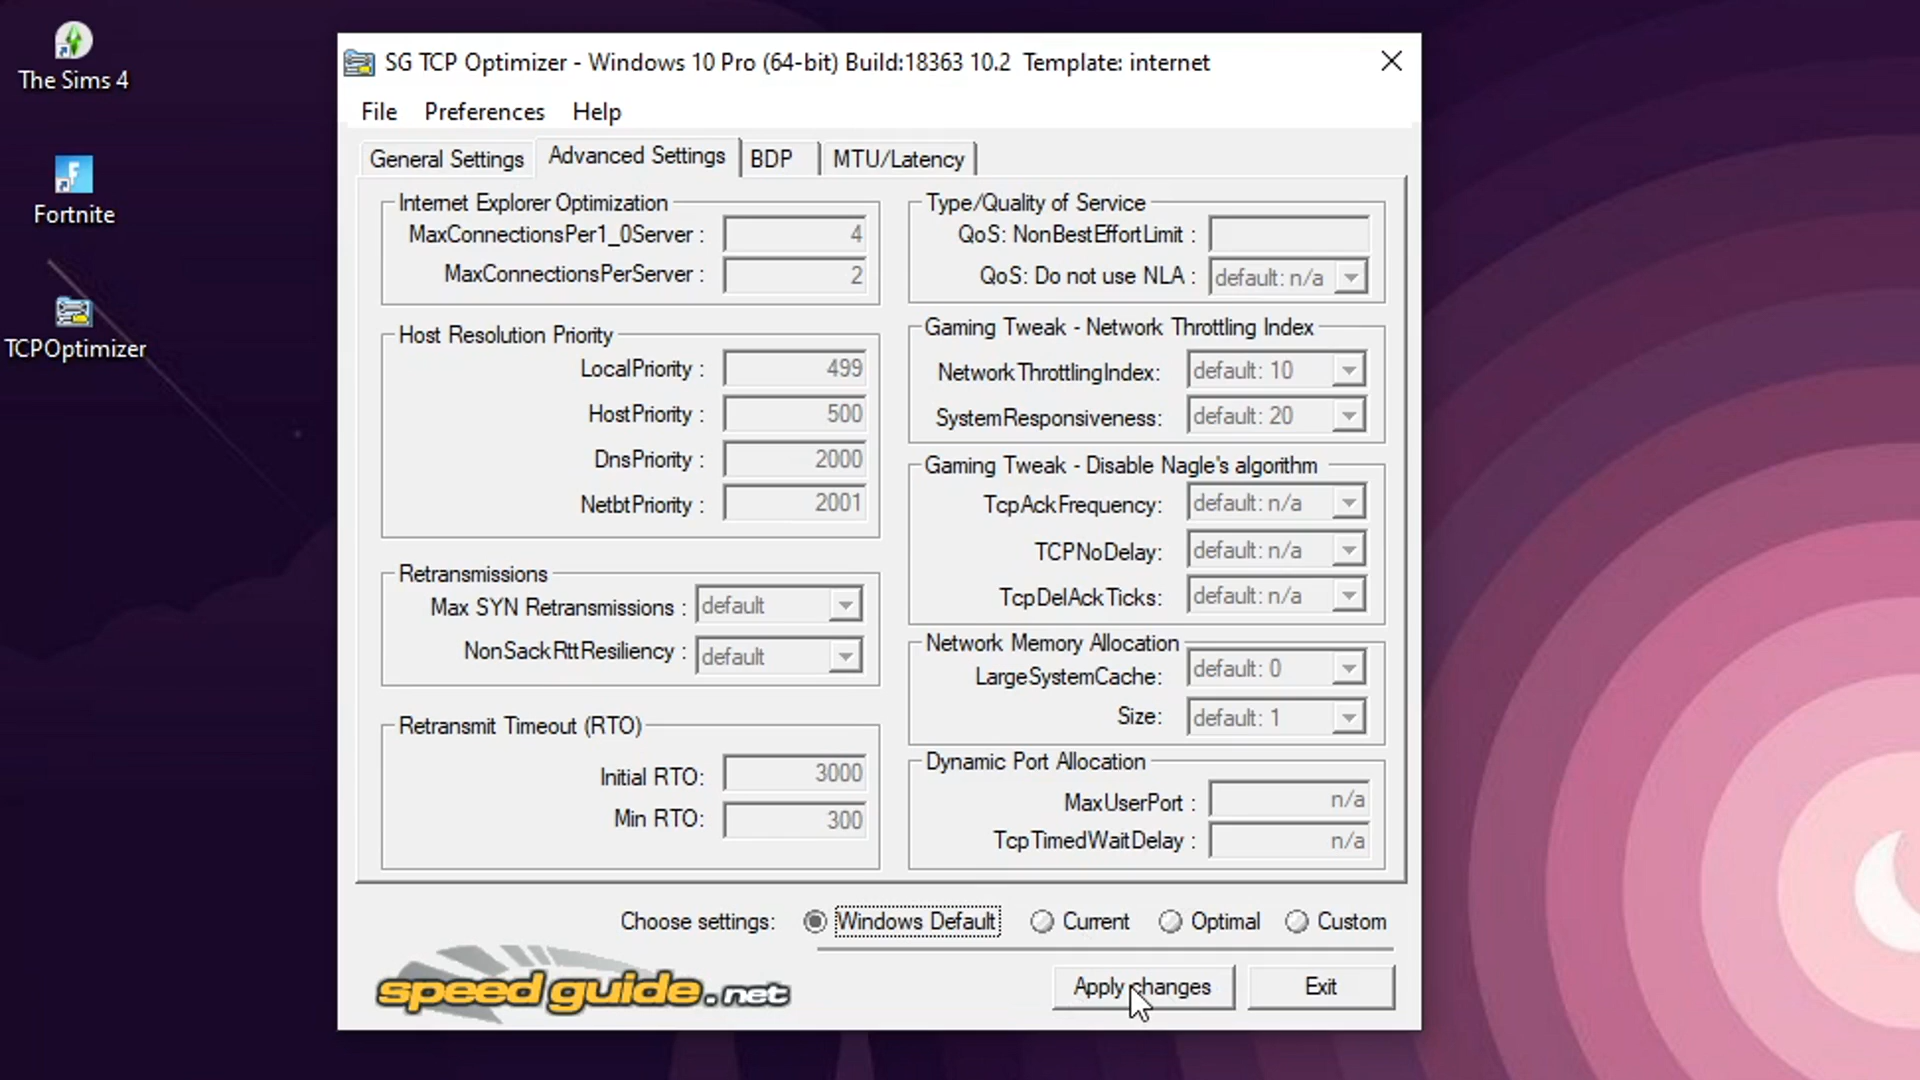 The Sims 4
Fortnite
TCPOptimizer
SG TCP Optimizer - Windows 10 Pro (64-bit) Build:18363 10.2 Template: internet
File Preferences Help
General Settings Advanced Settings BDP MTU/Latency
Internet Explorer Optimization
MaxConnectionsPer1_0Server : 4
MaxConnectionsPerServer : 2
Host Resolution Priority
LocalPriority : 499
HostPriority : 500
DnsPriority : 2000
NetbtPriority : 2001
Retransmissions
Max SYN Retransmissions : default
NonSackRttResiliency : default
Retransmit Timeout (RTO)
Initial RTO: 3000
Min RTO: 300
Type/Quality of Service
QoS: NonBestEffortLimit :
QoS: Do not use NLA : default: n/a
Gaming Tweak - Network Throttling Index
NetworkThrottlingIndex: default: 10
SystemResponsiveness: default: 20
Gaming Tweak - Disable Nagle's algorithm
TcpAckFrequency: default: n/a
TCPNoDelay: default: n/a
TcpDelAckTicks: default: n/a
Network Memory Allocation
LargeSystemCache: default: 0
Size: default: 1
Dynamic Port Allocation
MaxUserPort : n/a
TcpTimedWaitDelay : n/a
Choose settings: Windows Default Current Optimal Custom
speedguide.net
Apply changes Exit